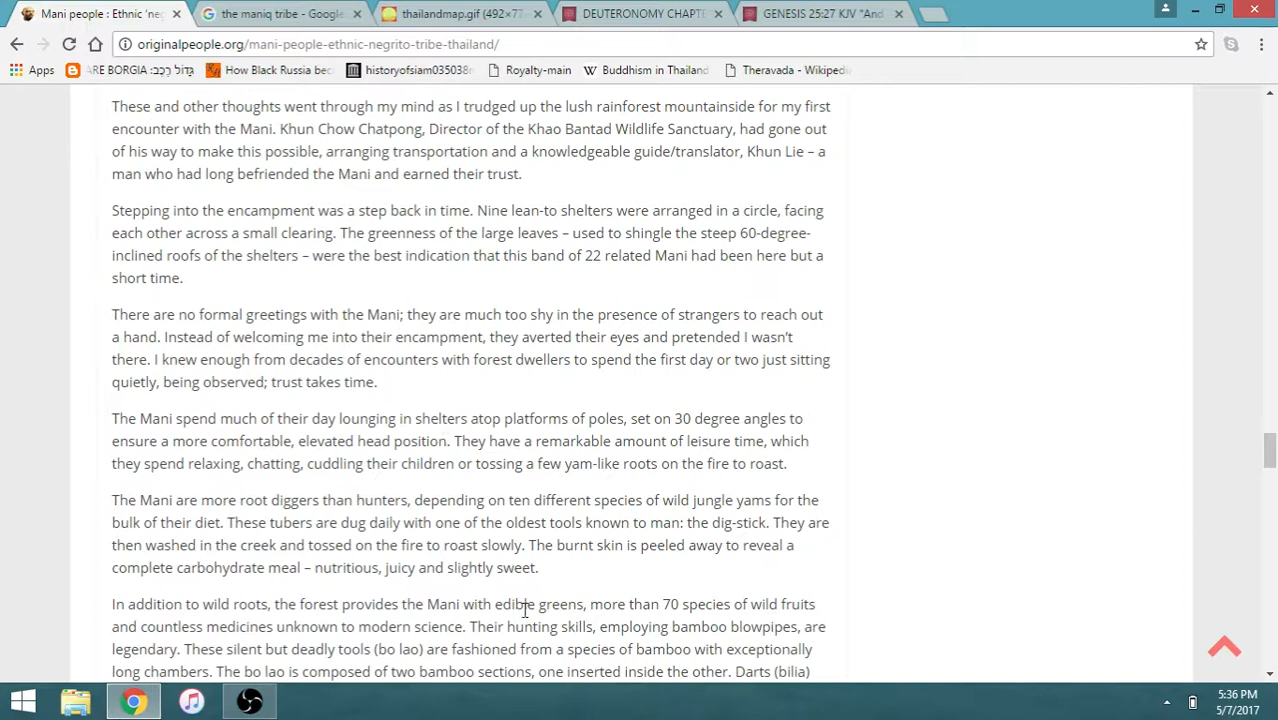 Mani people : Ethnic 'ne
the maniq tribe - Google
thailandmap.gif (492×77
DEUTERONOMY CHAPTE
GENESIS 25:27 KJV "And
originalpeople.org/mani-people-ethnic-negrito-tribe-thailand/
Apps
ARE BORGIA :גָּדוֹל רֶכֶב
How Black Russia bec
historyofsiam035038
Royalty-main
W Buddhism in Thailand
Theravada - Wikiped
These and other thoughts went through my mind as I trudged up the lush rainforest mountainside for my first
encounter with the Mani. Khun Chow Chatpong, Director of the Khao Bantad Wildlife Sanctuary, had gone out
of his way to make this possible, arranging transportation and a knowledgeable guide/translator, Khun Lie – a
man who had long befriended the Mani and earned their trust.
Stepping into the encampment was a step back in time. Nine lean-to shelters were arranged in a circle, facing
each other across a small clearing. The greenness of the large leaves – used to shingle the steep 60-degree-
inclined roofs of the shelters – were the best indication that this band of 22 related Mani had been here but a
short time.
There are no formal greetings with the Mani; they are much too shy in the presence of strangers to reach out
a hand. Instead of welcoming me into their encampment, they averted their eyes and pretended I wasn't
there. I knew enough from decades of encounters with forest dwellers to spend the first day or two just sitting
quietly, being observed; trust takes time.
The Mani spend much of their day lounging in shelters atop platforms of poles, set on 30 degree angles to
ensure a more comfortable, elevated head position. They have a remarkable amount of leisure time, which
they spend relaxing, chatting, cuddling their children or tossing a few yam-like roots on the fire to roast.
The Mani are more root diggers than hunters, depending on ten different species of wild jungle yams for the
bulk of their diet. These tubers are dug daily with one of the oldest tools known to man: the dig-stick. They are
then washed in the creek and tossed on the fire to roast slowly. The burnt skin is peeled away to reveal a
complete carbohydrate meal – nutritious, juicy and slightly sweet.
In addition to wild roots, the forest provides the Mani with edible greens, more than 70 species of wild fruits
and countless medicines unknown to modern science. Their hunting skills, employing bamboo blowpipes, are
legendary. These silent but deadly tools (bo lao) are fashioned from a species of bamboo with exceptionally
long chambers. The bo lao is composed of two bamboo sections, one inserted inside the other. Darts (bilia)
5:36 PM
5/7/2017